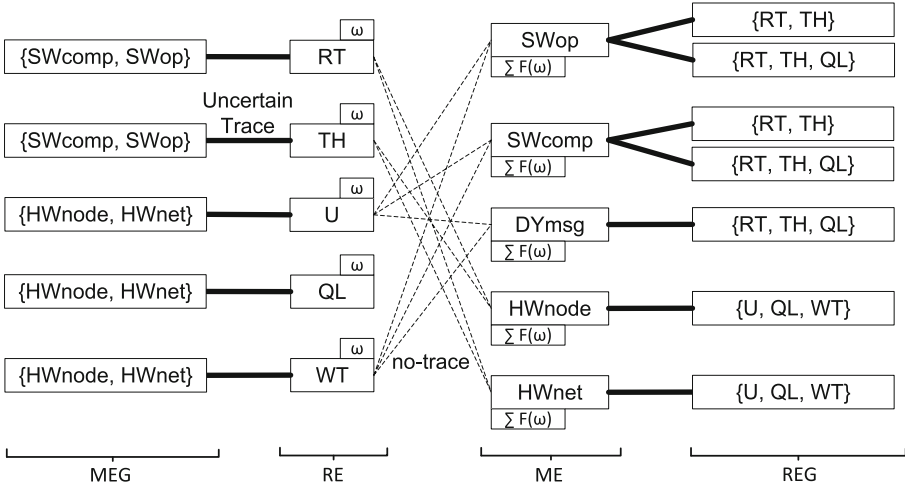 ω
{SWcomp, SWop}
RT
Uncertain
Trace
ω
{SWcomp, SWop}
TH
ω
{HWnode, HWnet}
U
ω
{HWnode, HWnet}
QL
ω
{HWnode, HWnet}
WT
no-trace
SWop
∑ F(ω)
{RT, TH}
{RT, TH, QL}
SWcomp
∑ F(ω)
{RT, TH}
{RT, TH, QL}
DYmsg
∑ F(ω)
{RT, TH, QL}
HWnode
∑ F(ω)
{U, QL, WT}
HWnet
∑ F(ω)
{U, QL, WT}
MEG
RE
ME
REG